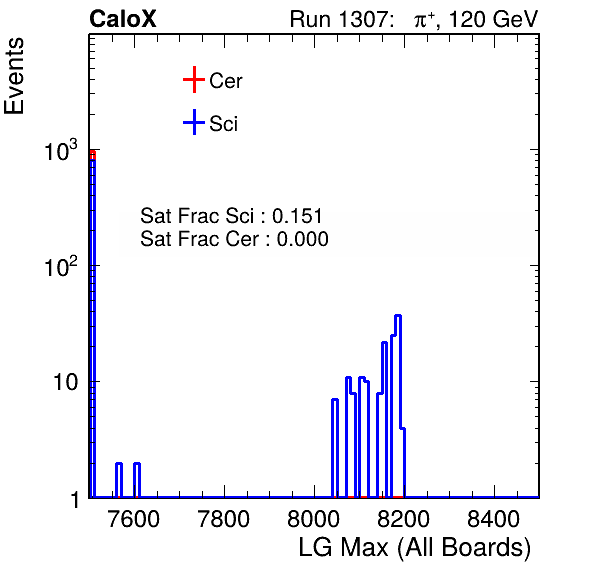 CaloX Run 1307: π⁺, 120 GeV
Events
Cer
Sci
10³
Sat Frac Sci : 0.151
Sat Frac Cer : 0.000
10²
10
1
7600 7800 8000 8200 8400
LG Max (All Boards)